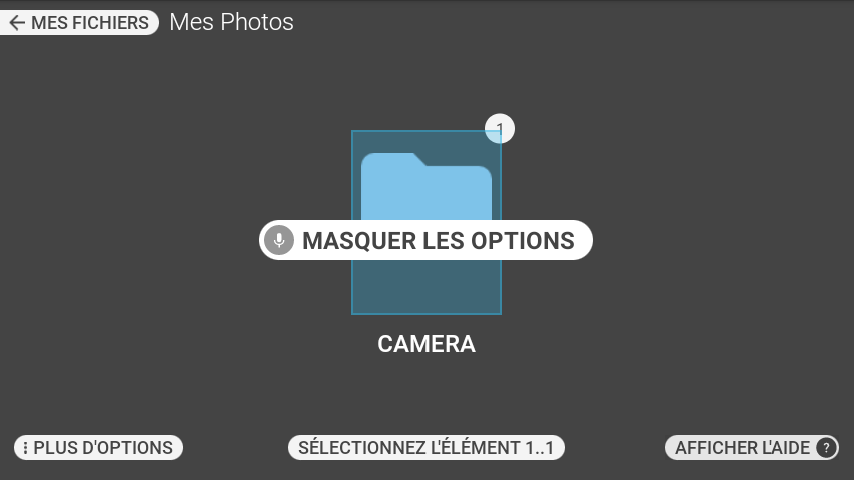 MES FICHIERS Mes Photos
1
MASQUER LES OPTIONS
CAMERA
PLUS D'OPTIONS
SÉLECTIONNEZ L'ÉLÉMENT 1..1
AFFICHER L'AIDE ?